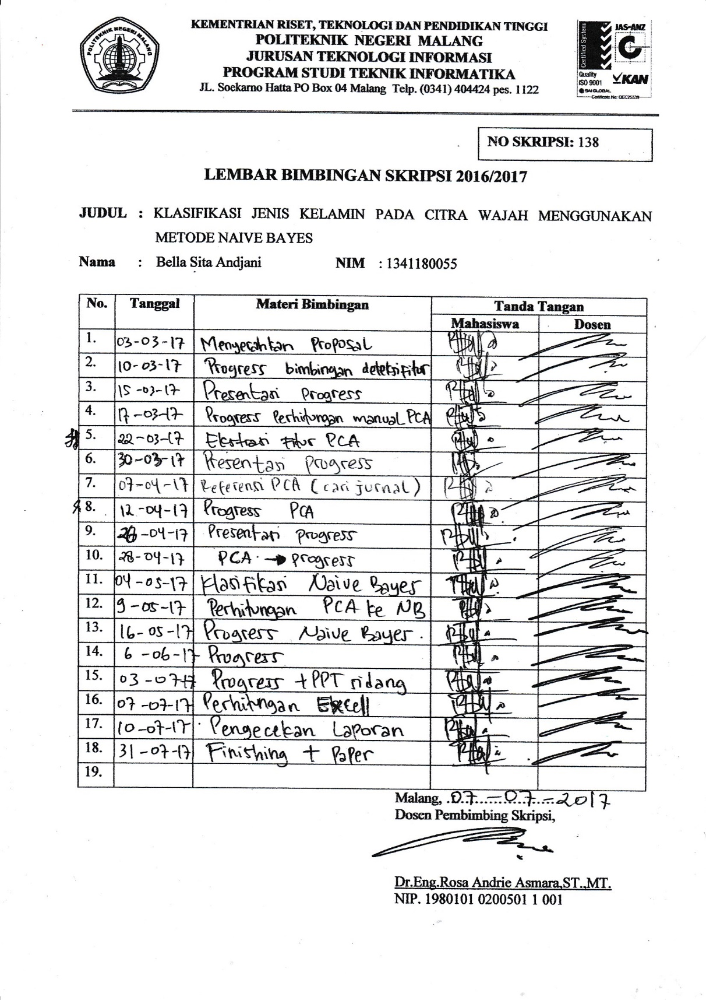 POLITEKNIK NEGERI MALANG
KEMENTRIAN RISET, TEKNOLOGI DAN PENDIDIKAN TINGGI
POLITEKNIK NEGERI MALANG
JURUSAN TEKNOLOGI INFORMASI
PROGRAM STUDI TEKNIK INFORMATIKA
JL. Soekarno Hatta PO Box 04 Malang Telp. (0341) 404424 pes. 1122
Certified System
JAS-ANZ
Quality
ISO 9001
KAN
SAI GLOBAL
Certificate No: QEC25539
NO SKRIPSI: 138
LEMBAR BIMBINGAN SKRIPSI 2016/2017
JUDUL : KLASIFIKASI JENIS KELAMIN PADA CITRA WAJAH MENGGUNAKAN
METODE NAIVE BAYES
Nama : Bella Sita Andjani NIM : 1341180055
No. Tanggal Materi Bimbingan Tanda Tangan
Mahasiswa Dosen
1. 03-03-17 Menyerahkan Proposal
2. 10-03-17 Progress bimbingan deteksi fitur
3. 15-03-17 Presentasi progress
4. 17-03-17 Progress Perhitungan manual PCA
5. 22-03-17 Ekstrasi Fitur PCA
6. 30-03-17 Presentasi progress
7. 07-04-17 Referensi PCA (cari jurnal)
8. 12-04-17 Progress PCA
9. -04-17 Presentasi progress
10. 28-04-17 PCA → progress
11. 04-05-17 Klasifikasi Naive Bayes
12. 9-05-17 Perhitungan PCA ke NB
13. 16-05-17 Progress Naive Bayes.
14. 6-06-17 Progress
15. 03-07-17 Progress + PPT sidang
16. 07-07-17 Perhitungan Excell
17. 10-07-17 Pengecekan Laporan
18. 31-07-17 Finishing + Paper
19.
Malang, 07-07-2017
Dosen Pembimbing Skripsi,
Dr.Eng.Rosa Andrie Asmara,ST.,MT.
NIP. 1980101 0200501 1 001